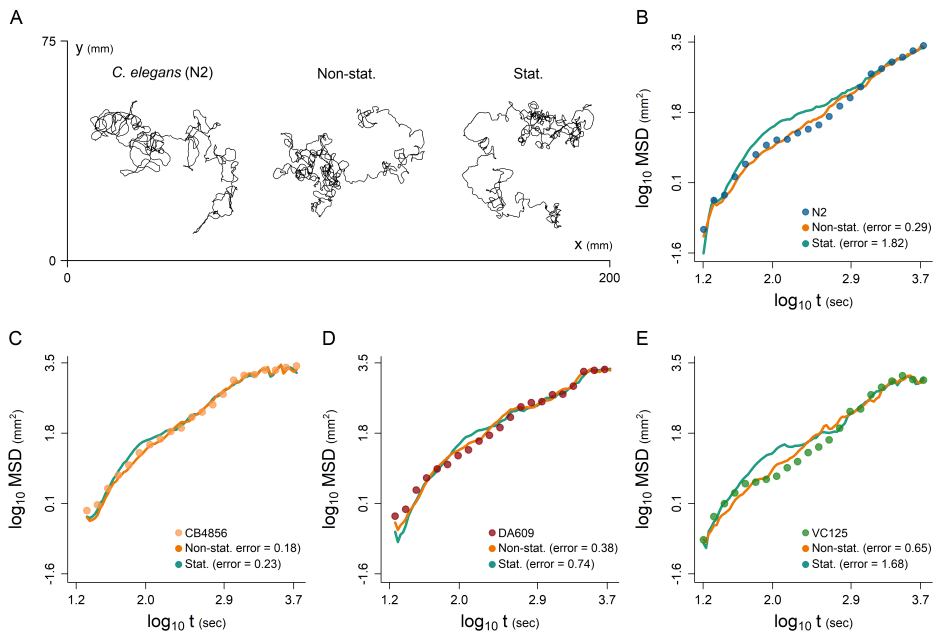 A
75
y (mm)
C. elegans (N2)
Non-stat.
Stat.
x (mm)
0
0
200
B
3.5
1.8
0.1
-1.6
log10 MSD (mm2)
N2
Non-stat. (error = 0.29)
Stat. (error = 1.82)
1.2
2.0
2.9
3.7
log10 t (sec)
C
3.5
1.8
0.1
-1.6
log10 MSD (mm2)
CB4856
Non-stat. error = 0.18)
Stat. (error = 0.23)
1.2
2.0
2.9
3.7
log10 t (sec)
D
3.5
1.8
0.1
-1.6
log10 MSD (mm2)
DA609
Non-stat. (error = 0.38)
Stat. (error = 0.74)
1.2
2.0
2.9
3.7
log10 t (sec)
E
3.5
1.8
0.1
-1.6
log10 MSD (mm2)
VC125
Non-stat. (error = 0.65)
Stat. (error = 1.68)
1.2
2.0
2.9
3.7
log10 t (sec)